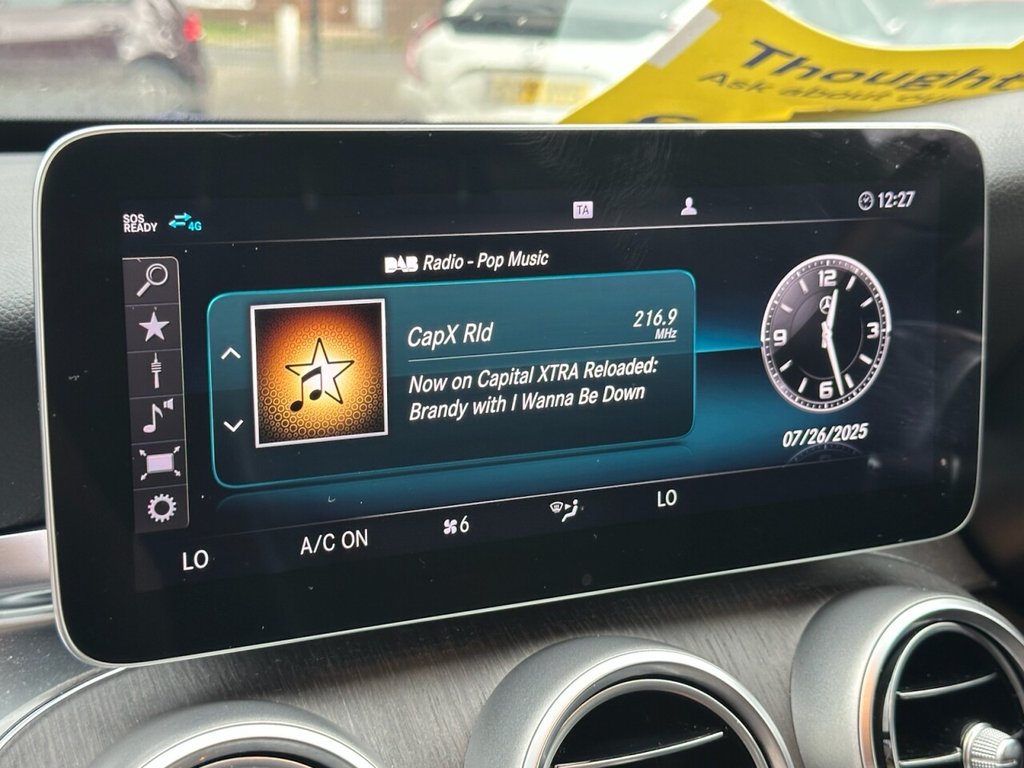 Thought
Ask about our
SOS
READY
4G
TA
12:27
DAB Radio - Pop Music
CapX Rld
216.9
MHz
Now on Capital XTRA Reloaded:
Brandy with I Wanna Be Down
12
9
3
6
07/26/2025
LO
A/C ON
6
LO